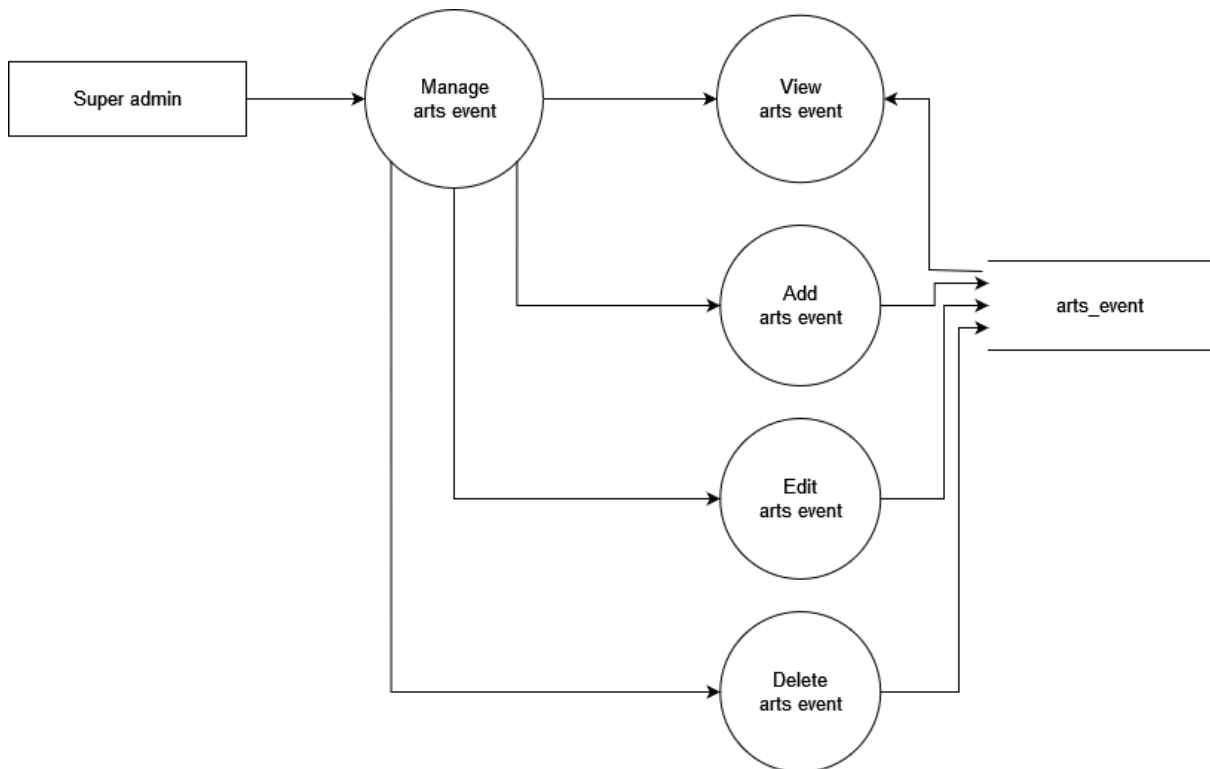 Super admin
Manage
arts event
View
arts event
Add
arts event
arts_event
Edit
arts event
Delete
arts event